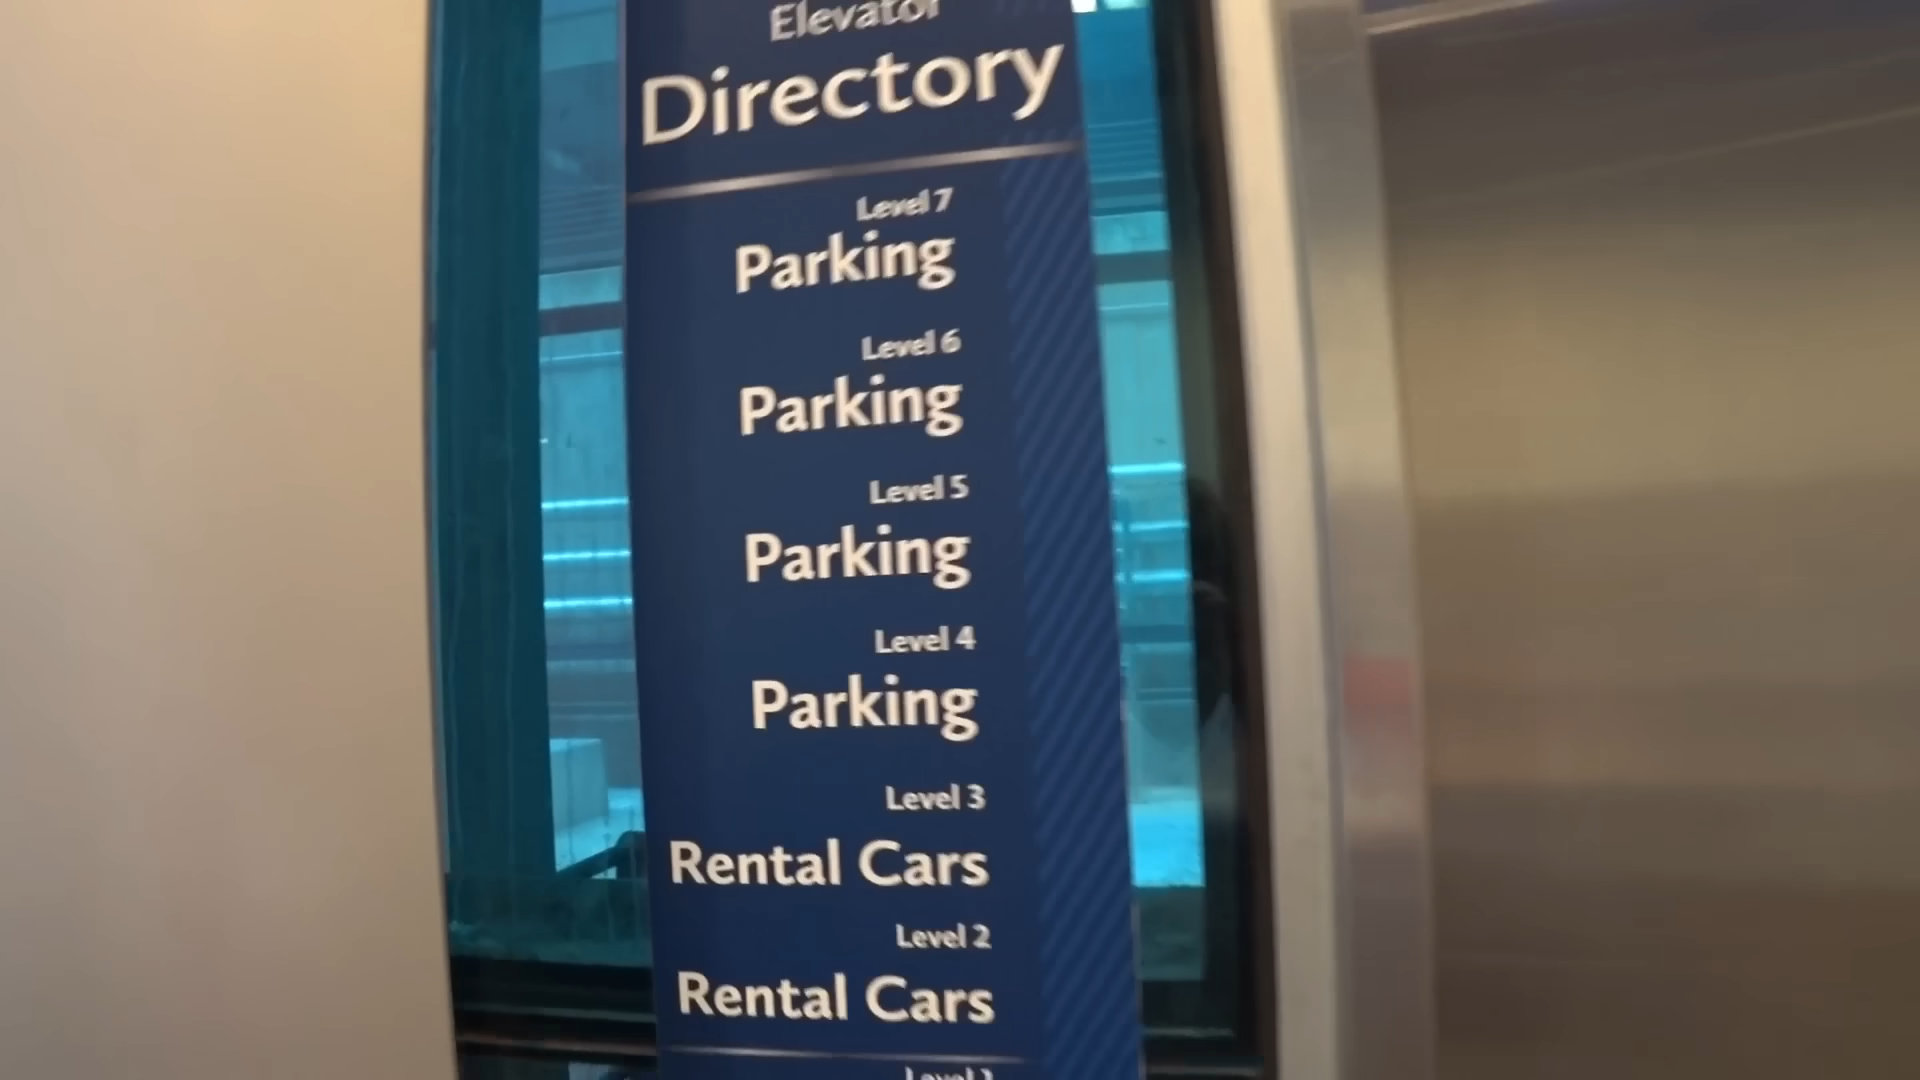 Elevator
Directory
Level 7
Parking
Level 6
Parking
Level 5
Parking
Level 4
Parking
Level 3
Rental Cars
Level 2
Rental Cars
Level 1